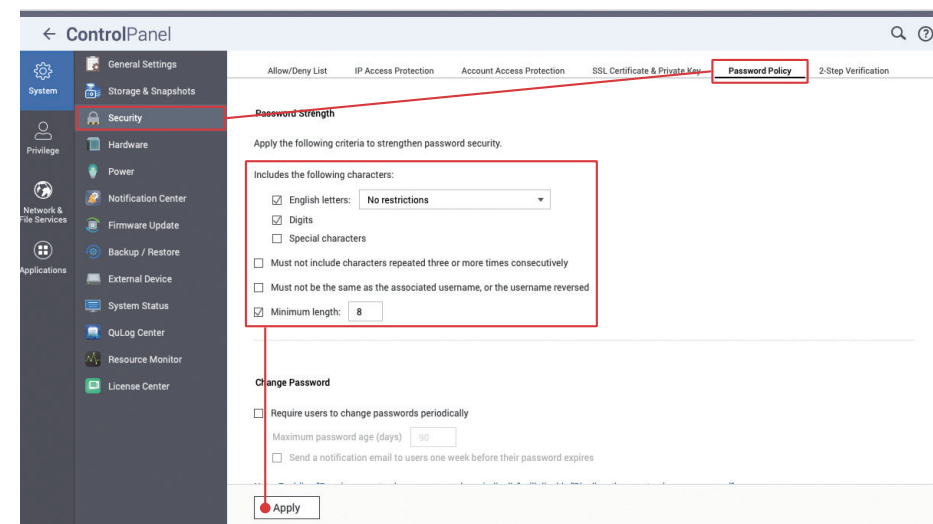 ControlPanel
System
Privilege
Network &
File Services
Applications
General Settings
Storage & Snapshots
Security
Hardware
Power
Notification Center
Firmware Update
Backup / Restore
External Device
System Status
QuLog Center
Resource Monitor
License Center
Allow/Deny List IP Access Protection Account Access Protection SSL Certificate & Private Key Password Policy 2-Step Verification
Password Strength
Apply the following criteria to strengthen password security.
Includes the following characters:
English letters: No restrictions
Digits
Special characters
Must not include characters repeated three or more times consecutively
Must not be the same as the associated username, or the username reversed
Minimum length: 8
Change Password
Require users to change passwords periodically
Maximum password age (days) 90
Send a notification email to users one week before their password expires
Apply